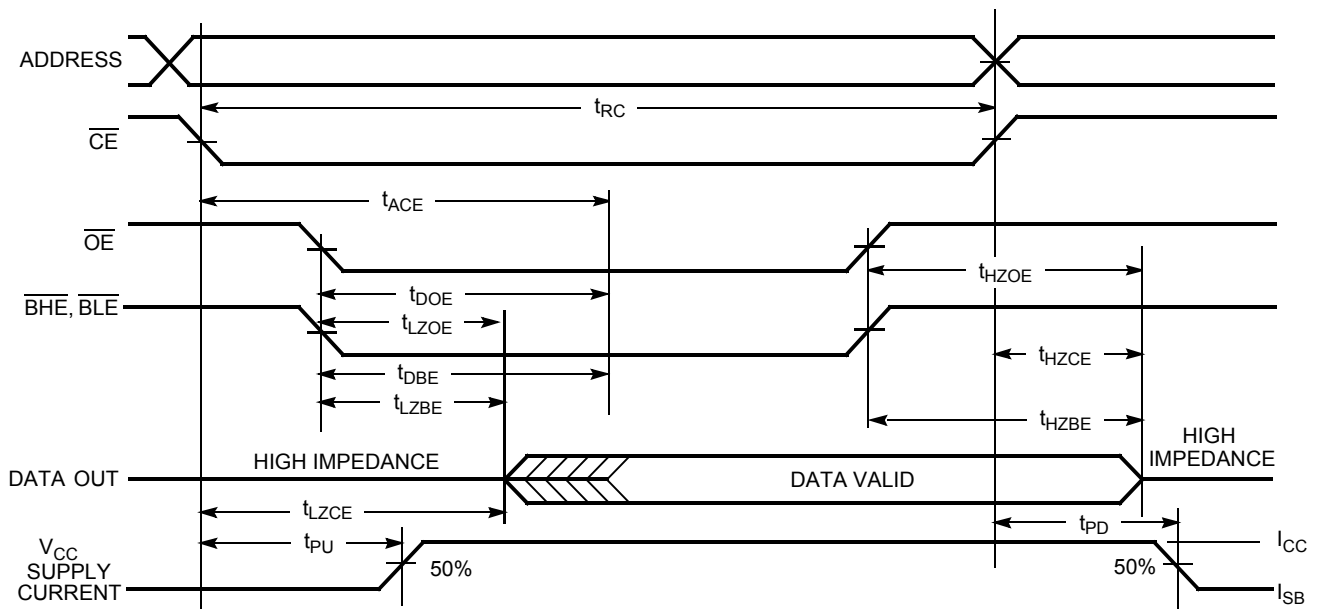 ADDRESS
tRC
CE
tACE
OE
tHZOE
tDOE
BHE, BLE
tLZOE
tHZCE
tDBE
tLZBE
tHZBE
HIGH
IMPEDANCE
HIGH IMPEDANCE
DATA OUT
DATA VALID
tLZCE
tPD
tPU
VCC
SUPPLY
CURRENT
50%
50%
ICC
ISB